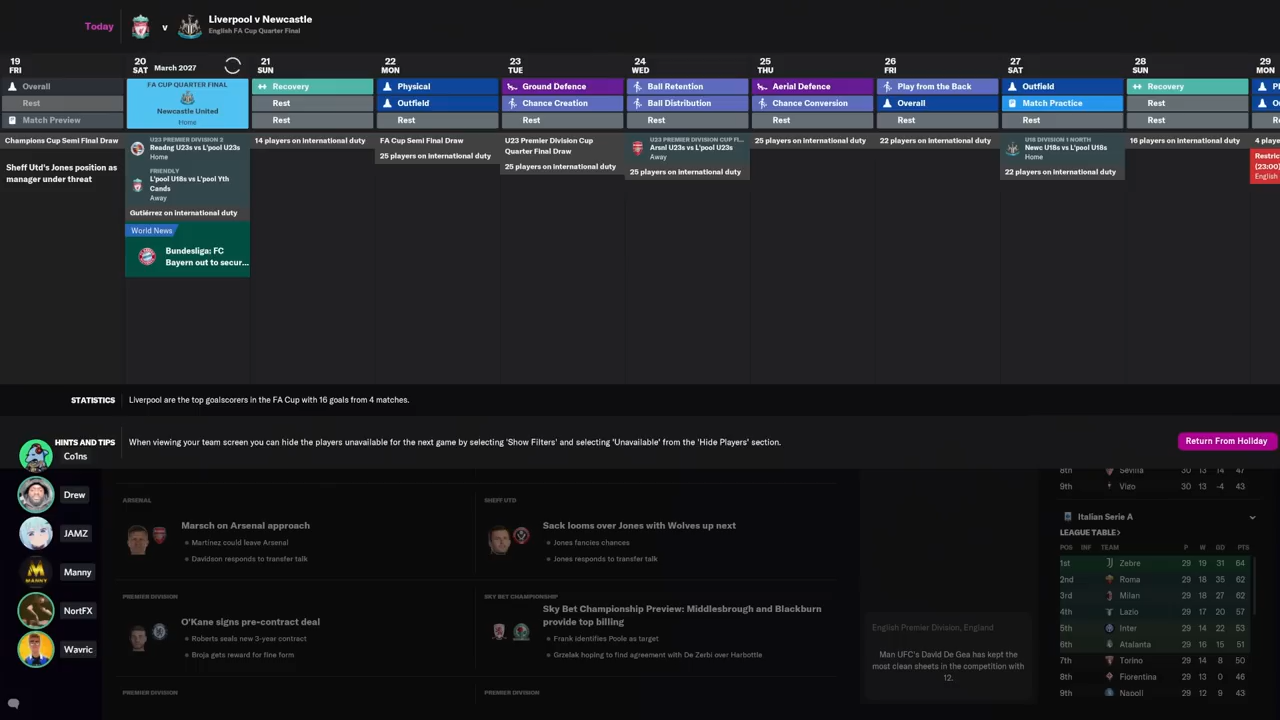 Today
v
Liverpool v Newcastle
English FA Cup Quarter Final
19
FRI
20
SAT
March 2027
21
SUN
22
MON
23
TUE
24
WED
25
THU
26
FRI
27
SAT
28
SUN
29
MON
Overall
Rest
Match Preview
FA CUP QUARTER FINAL
Newcastle United
Home
Recovery
Rest
Rest
Physical
Outfield
Rest
Ground Defence
Chance Creation
Rest
Ball Retention
Ball Distribution
Rest
Aerial Defence
Chance Conversion
Rest
Play from the Back
Overall
Rest
Outfield
Match Practice
Rest
Recovery
Rest
Rest
Champions Cup Semi Final Draw
Sheff Utd's Jones position as
manager under threat
U23 PREMIER DIVISION 2
Reading U23s vs L'pool U23s
Home
FRIENDLY
L'pool U18s vs L'pool Yth
Cands
Away
Gutiérrez on international duty
World News
Bundesliga: FC
Bayern out to secur...
14 players on international duty
FA Cup Semi Final Draw
25 players on international duty
U23 Premier Division Cup
Quarter Final Draw
25 players on international duty
U23 PREMIER DIVISION CUP FI...
Arsnl U23s vs L'pool U23s
Away
25 players on international duty
25 players on international duty
22 players on international duty
U18 DIVISION 1 NORTH
Newc U18s vs L'pool U18s
Home
22 players on international duty
16 players on international duty
4 playe
Restric
(23:00)
English
STATISTICS
Liverpool are the top goalscorers in the FA Cup with 16 goals from 4 matches.
HINTS AND TIPS
When viewing your team screen you can hide the players unavailable for the next game by selecting 'Show Filters' and selecting 'Unavailable' from the 'Hide Players' section.
Return From Holiday
Co1ns
Drew
JAMZ
Manny
MANNY
NortFX
Wavric
ARSENAL
Marsch on Arsenal approach
Martinez could leave Arsenal
Davidson responds to transfer talk
SHEFF UTD
Sack looms over Jones with Wolves up next
Jones fancies chances
Jones responds to transfer talk
PREMIER DIVISION
O'Kane signs pre-contract deal
Roberts seals new 3-year contract
Broja gets reward for fine form
SKY BET CHAMPIONSHIP
Sky Bet Championship Preview: Middlesbrough and Blackburn
provide top billing
Frank identifies Poole as target
Grzelak hoping to find agreement with De Zerbi over Harbottle
PREMIER DIVISION
PREMIER DIVISION
English Premier Division, England
Man UFC's David De Gea has kept the
most clean sheets in the competition with
12.
8th Sevilla 30 13 14 47
9th Vigo 30 13 -4 43
Italian Serie A
LEAGUE TABLE>
POS INF TEAM P W GD PTS
1st Zebre 29 19 31 64
2nd Roma 29 18 35 62
3rd Milan 29 18 27 62
4th Lazio 29 17 20 57
5th Inter 29 14 22 53
6th Atalanta 29 16 15 51
7th Torino 29 14 8 50
8th Fiorentina 29 13 0 46
9th Napoli 29 12 9 43